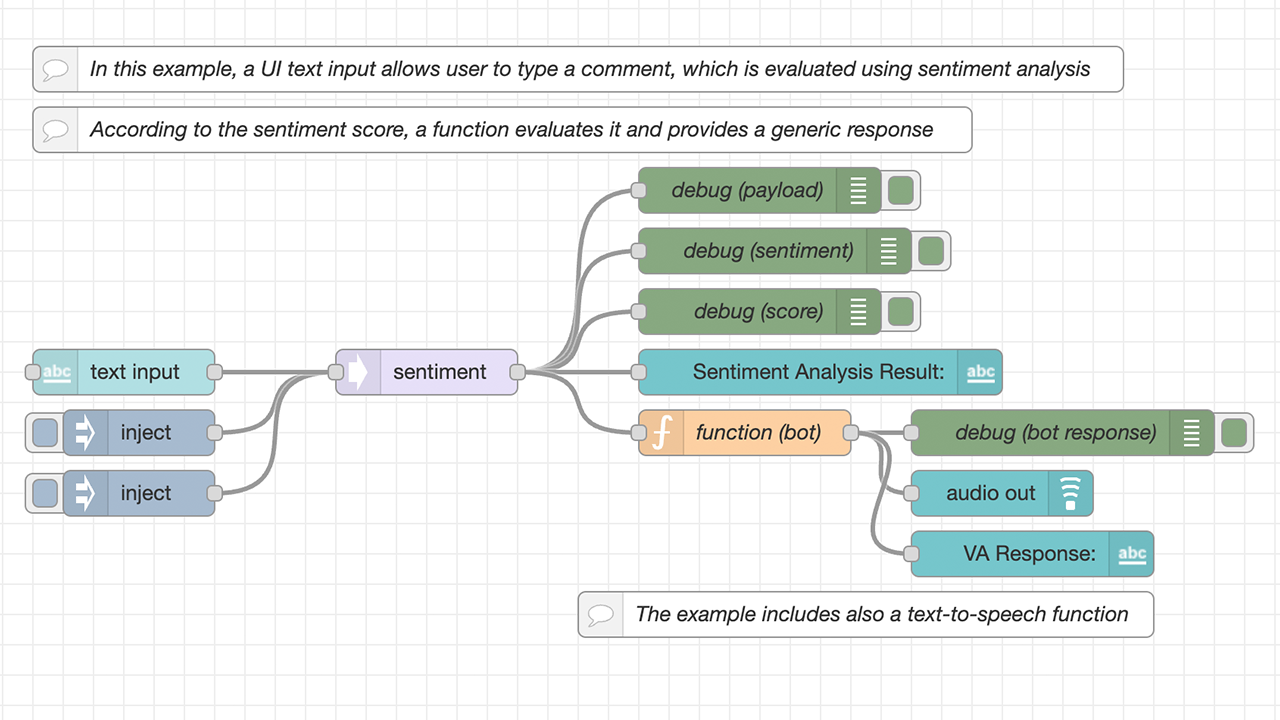 In this example, a UI text input allows user to type a comment, which is evaluated using sentiment analysis
According to the sentiment score, a function evaluates it and provides a generic response
debug (payload)
debug (sentiment)
debug (score)
abc text input
sentiment
Sentiment Analysis Result: abc
inject
f function (bot)
debug (bot response)
inject
audio out
VA Response: abc
The example includes also a text-to-speech function